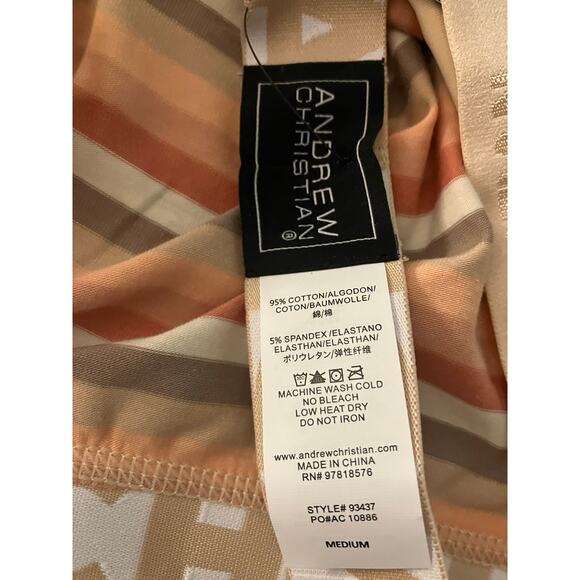 ANDREW
CHRISTIAN®
95% COTTON/ALGODON/
COTON/BAUMWOLLE/
綿/棉
5% SPANDEX/ELASTANO
ELASTHAN/ELASTHAN/
ポリウレタン/弹性纤维
MACHINE WASH COLD
NO BLEACH
LOW HEAT DRY
DO NOT IRON
www.andrewchristian.com
MADE IN CHINA
RN# 97818576
STYLE# 93437
PO#AC 10886
MEDIUM